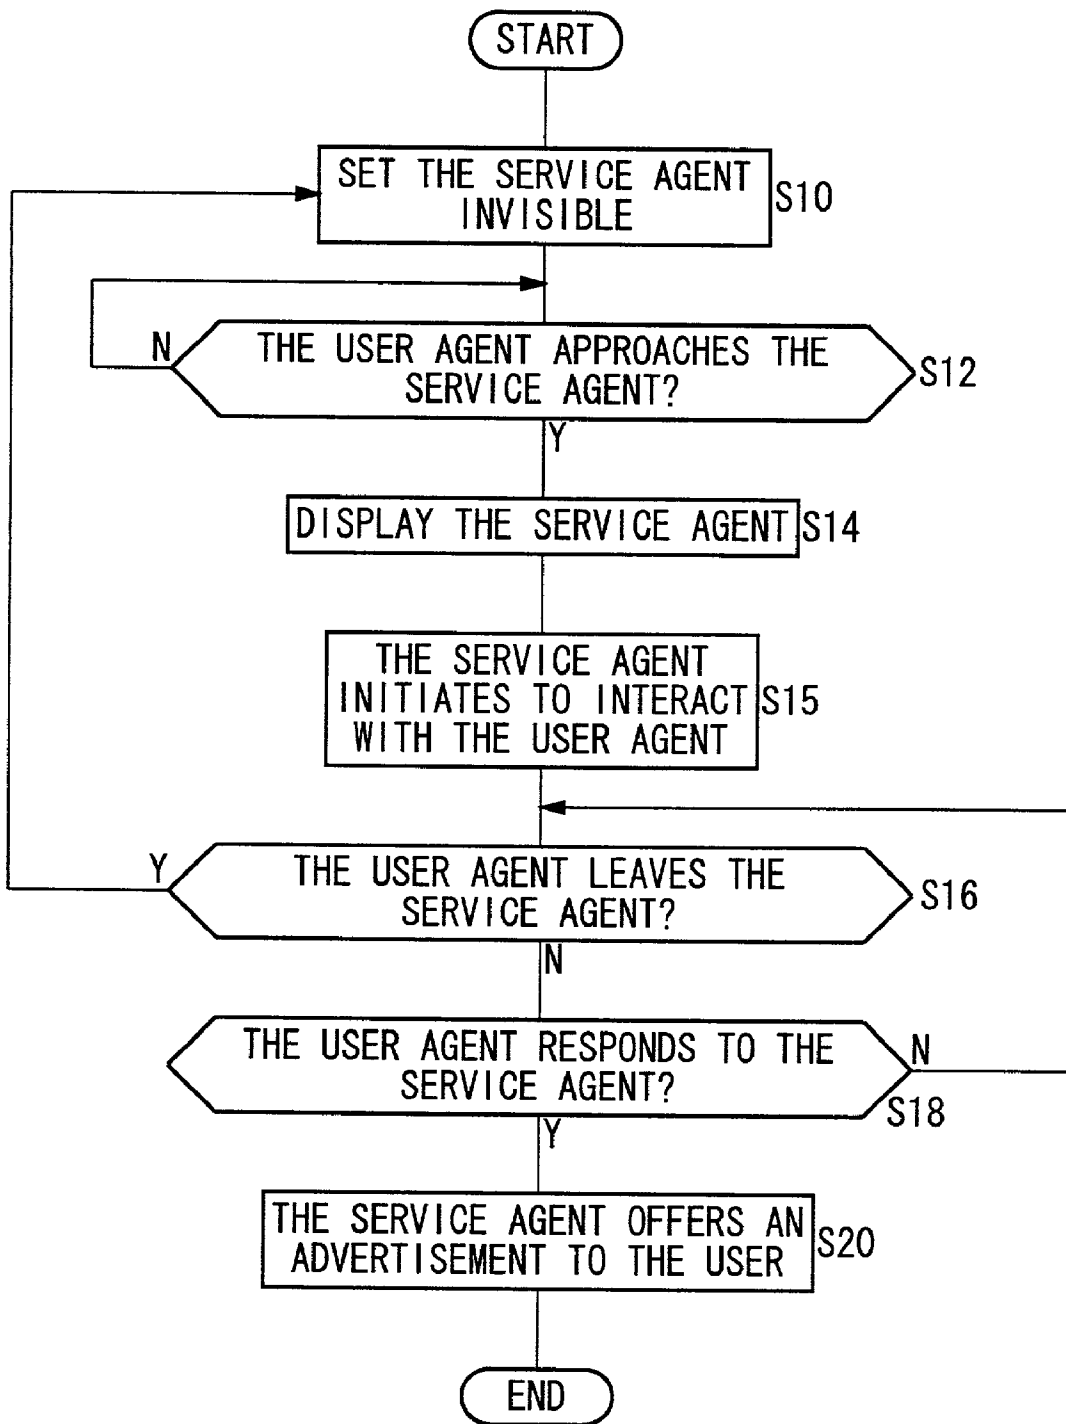 START
SET THE SERVICE AGENT
INVISIBLE
S10
N
THE USER AGENT APPROACHES THE
SERVICE AGENT?
S12
Y
DISPLAY THE SERVICE AGENT
S14
THE SERVICE AGENT
INITIATES TO INTERACT
WITH THE USER AGENT
S15
Y
THE USER AGENT LEAVES THE
SERVICE AGENT?
S16
N
THE USER AGENT RESPONDS TO THE
SERVICE AGENT?
N
S18
Y
THE SERVICE AGENT OFFERS AN
ADVERTISEMENT TO THE USER
S20
END